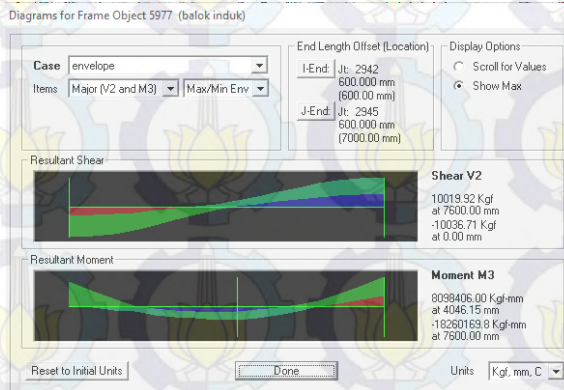 Diagrams for Frame Object 5977 (balok induk)
Case envelope
Items Major (V2 and M3) Max/Min Env
End Length Offset (Location)
I-End: Jt: 2942
600.000 mm
(600.00 mm)
J-End: Jt: 2945
600.000 mm
(7000.00 mm)
Display Options
Scroll for Values
Show Max
Resultant Shear
Shear V2
10019.92 Kgf
at 7600.00 mm
-10036.71 Kgf
at 0.00 mm
Resultant Moment
Moment M3
8098406.00 Kgf-mm
at 4046.15 mm
-18260169.8 Kgf-mm
at 7600.00 mm
Reset to Initial Units
Done
Units Kgf, mm, C